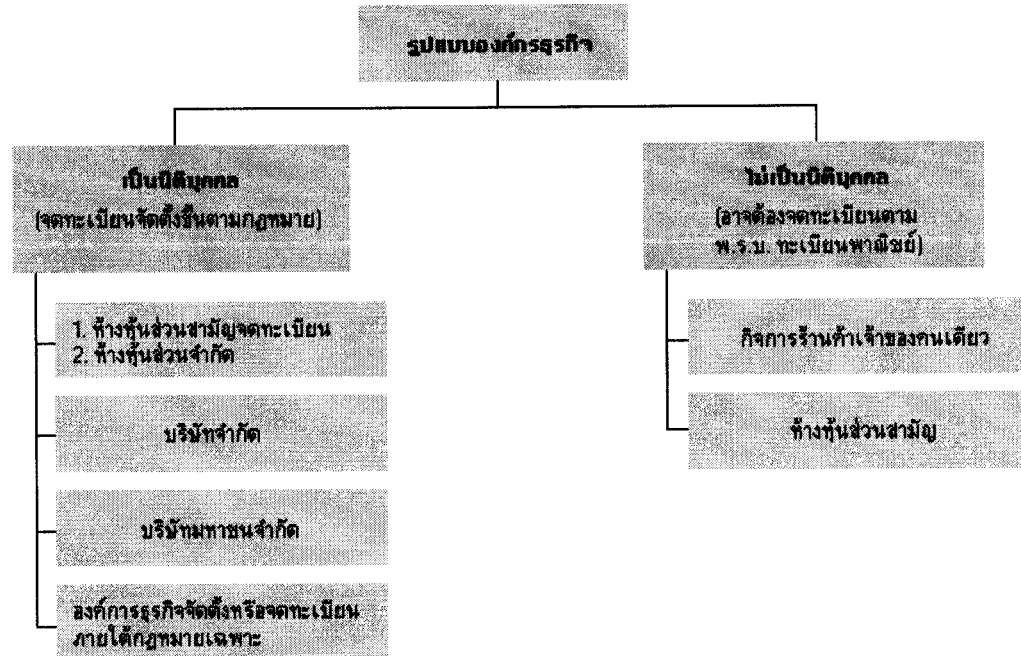 รูปแบบองค์กรธุรกิจ
เป็นนิติบุคคล
(จดทะเบียนจัดตั้งขึ้นตามกฎหมาย)
1. ห้างหุ้นส่วนสามัญจดทะเบียน
2. ห้างหุ้นส่วนจำกัด
บริษัทจำกัด
บริษัทมหาชนจำกัด
องค์การธุรกิจจัดตั้งหรือจดทะเบียน
ภายใต้กฎหมายเฉพาะ
ไม่เป็นนิติบุคคล
(อาจต้องจดทะเบียนตาม
พ.ร.บ. ทะเบียนพาณิชย์)
กิจการร้านค้าเจ้าของคนเดียว
ห้างหุ้นส่วนสามัญ